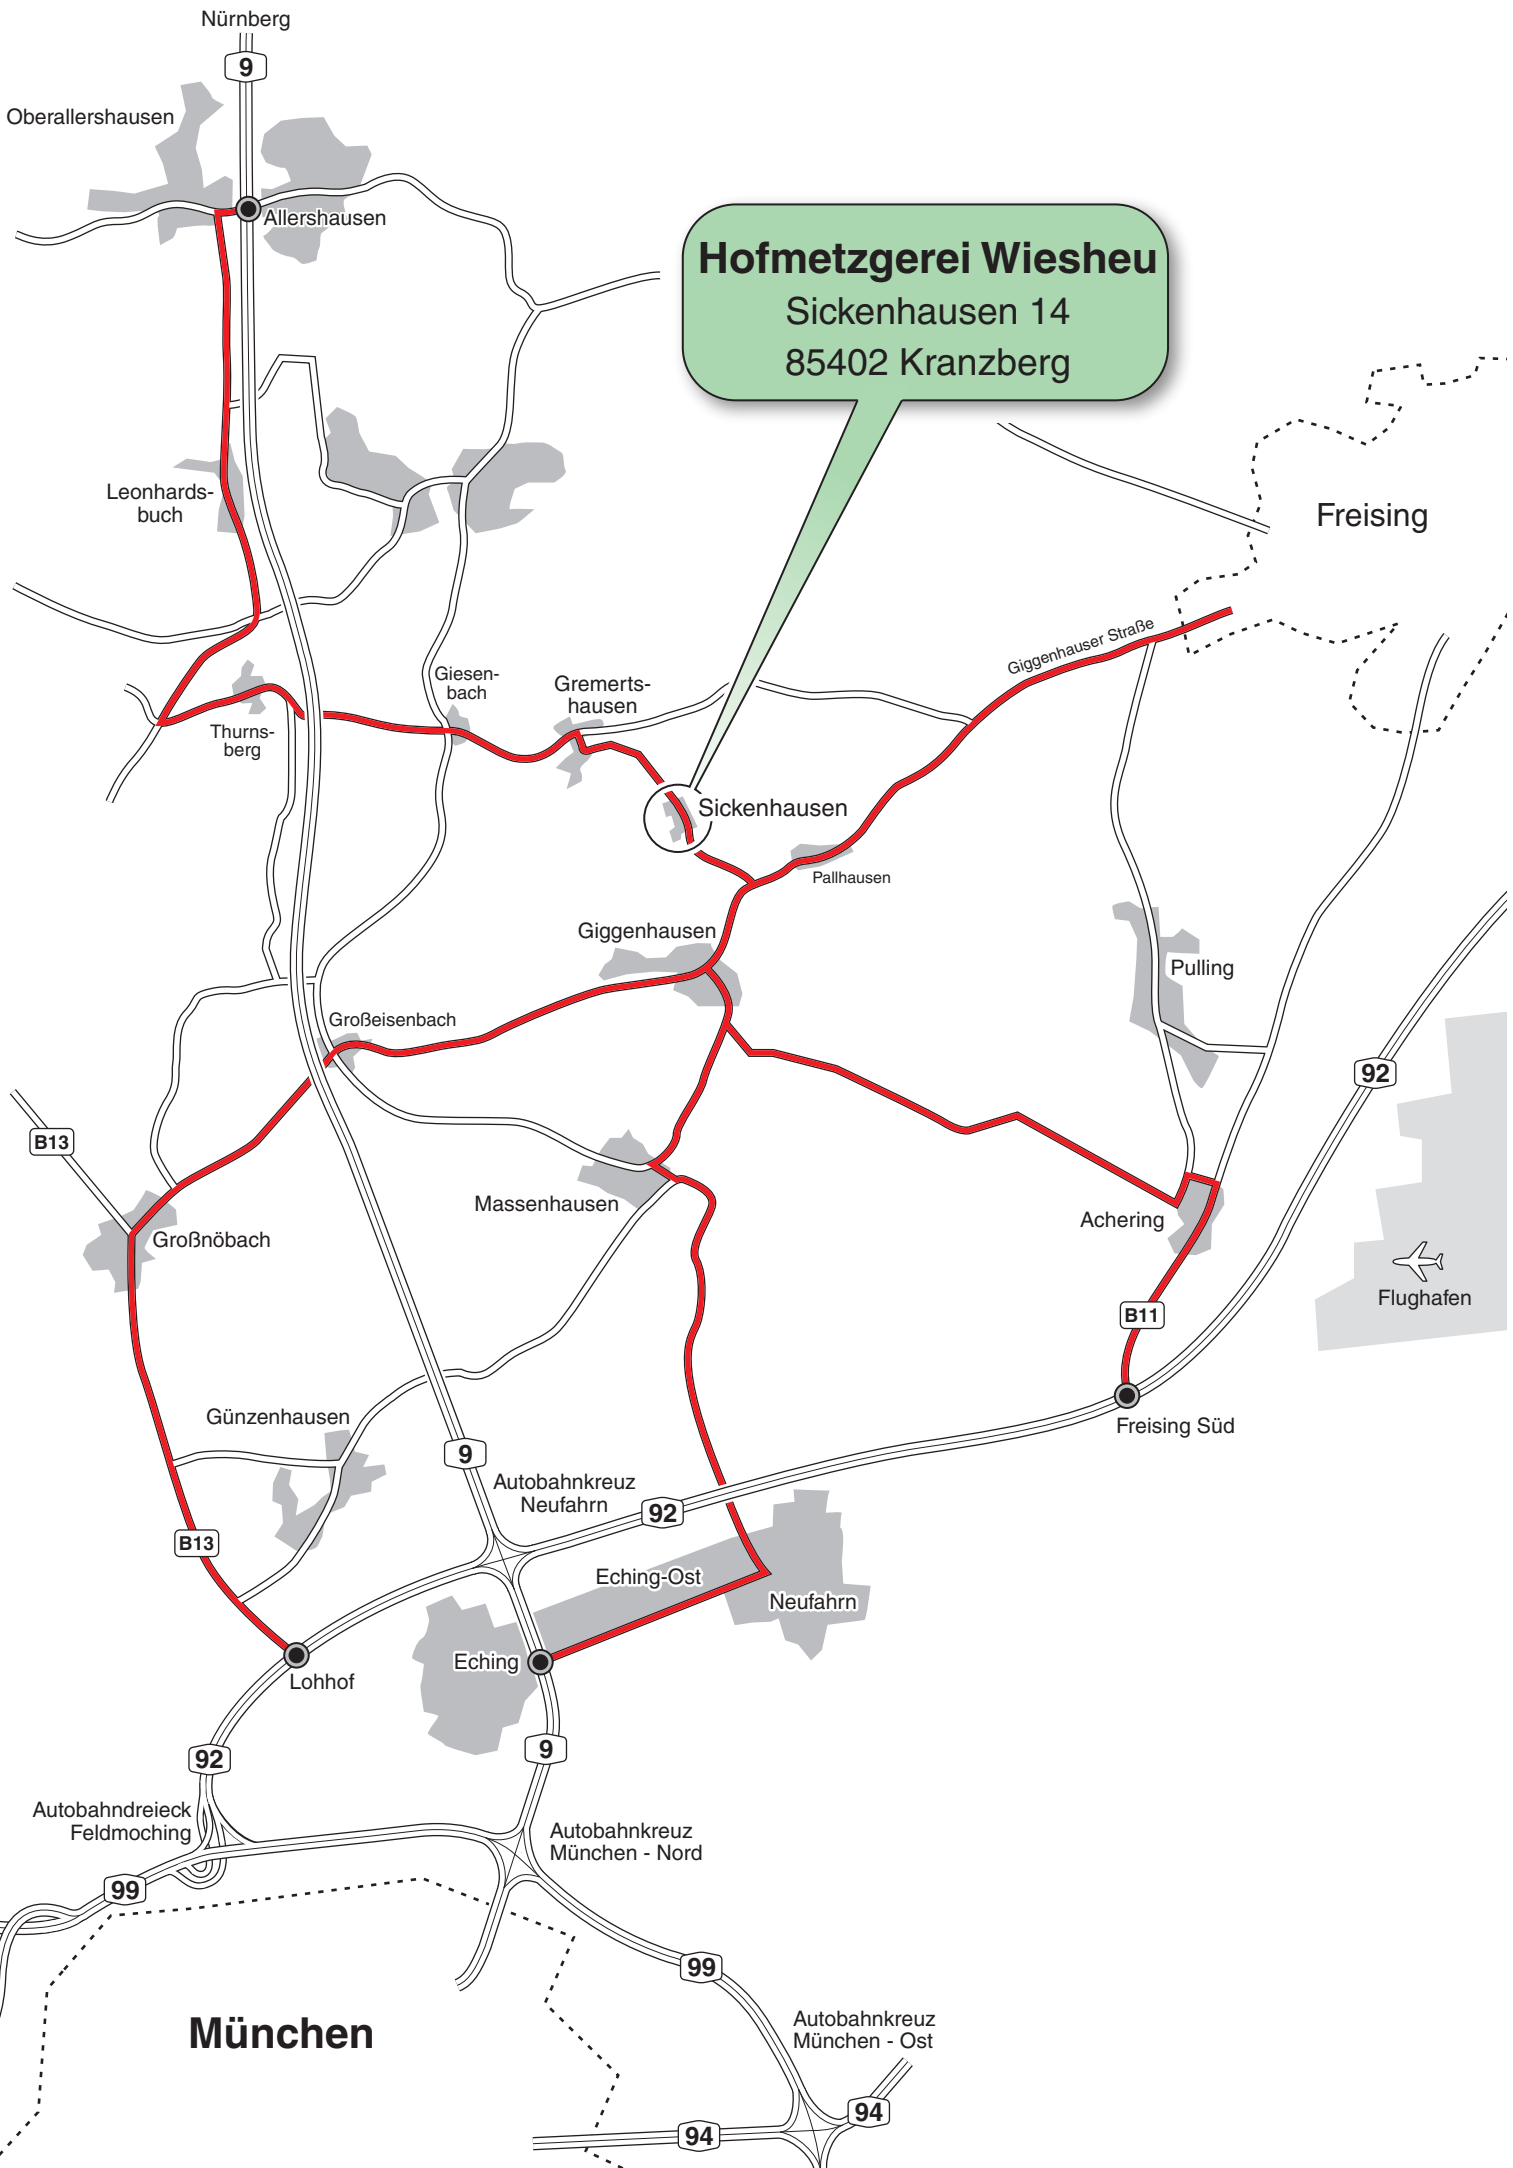 Nürnberg
9
Oberallershausen
Allershausen
Hofmetzgerei Wiesheu
Sickenhausen 14
85402 Kranzberg
Leonhards-
buch
Freising
Giggenhauser Straße
Giesen-
bach
Gremerts-
hausen
Thurns-
berg
Sickenhausen
Pallhausen
Giggenhausen
Pulling
Großeisenbach
92
B13
Massenhausen
Achering
Großnöbach
Flughafen
B11
Günzenhausen
Freising Süd
9
Autobahnkreuz
Neufahrn
92
B13
Eching-Ost
Neufahrn
Eching
Lohhof
92
9
Autobahndreieck
Feldmoching
Autobahnkreuz
München - Nord
99
99
München
Autobahnkreuz
München - Ost
94
94